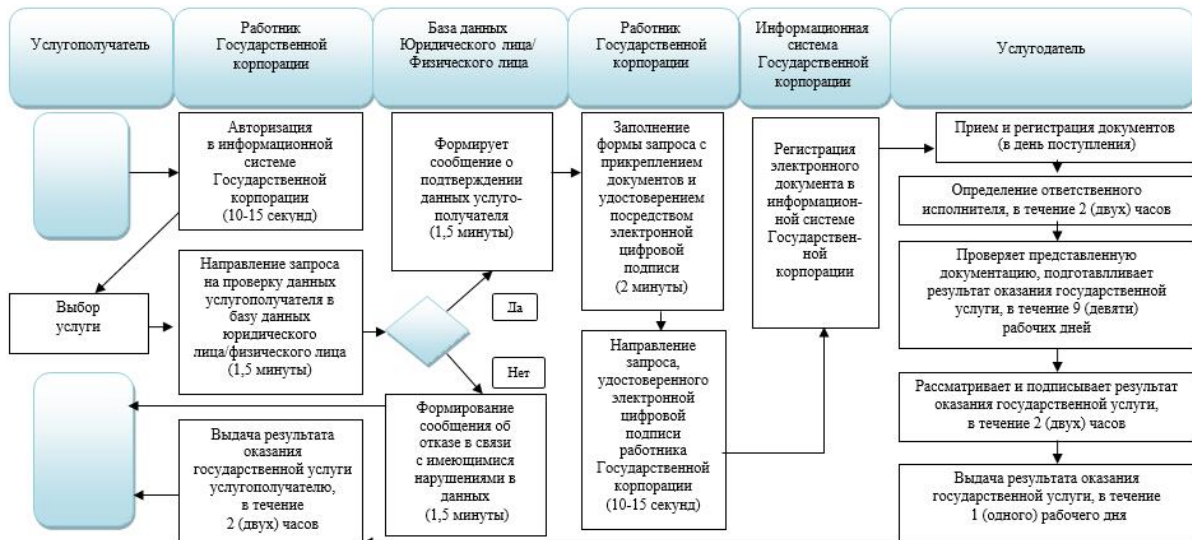 Услугополучатель
Работник
Государственной
корпорации
База данных
Юридического лица/
Физического лица
Работник
Государственной
корпорации
Информационная
система
Государственной
корпорации
Услугодатель
Авторизация
в информационной
системе
Государственной
корпорации
(10-15 секунд)
Формирует
сообщение о
подтверждении
данных услуго-
получателя
(1,5 минуты)
Заполнение
формы запроса с
прикреплением
документов и
удостоверением
посредством
электронной
цифровой
подписи
(2 минуты)
Регистрация
электронного
документа в
информацион-
ной системе
Государствен-
ной
корпорации
Прием и регистрация документов
(в день поступления)
Определение ответственного
исполнителя, в течение 2 (двух) часов
Проверяет представленную
документацию, подготавлливает
результат оказания государственной
услуги, в течение 9 (девяти)
рабочих дней
Выбор
услуги
Направление запроса
на проверку данных
услугополучателя в
базу данных
юридического
лица/физического лица
(1,5 минуты)
Да
Нет
Направление
запроса,
удостоверенного
электронной
цифровой
подписи
работника
Государственной
корпорации
(10-15 секунд)
Рассматривает и подписывает результат
оказания государственной услуги,
в течение 2 (двух) часов
Формирование
сообщения об
отказе в связи
с имеющимися
нарушениями в
данных
(1,5 минуты)
Выдача результата
оказания
государственной услуги
услугополучателю,
в течение
2 (двух) часов
Выдача результата оказания
государственной услуги, в течение
1 (одного) рабочего дня